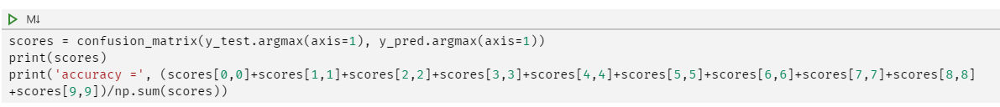 M↓
scores = confusion_matrix(y_test.argmax(axis=1), y_pred.argmax(axis=1))
print(scores)
print('accuracy =', (scores[0,0]+scores[1,1]+scores[2,2]+scores[3,3]+scores[4,4]+scores[5,5]+scores[6,6]+scores[7,7]+scores[8,8]
+scores[9,9])/np.sum(scores))